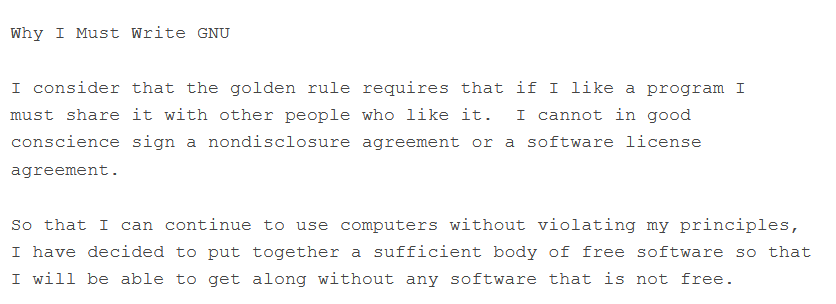 Why I Must Write GNU
I consider that the golden rule requires that if I like a program I
must share it with other people who like it.  I cannot in good
conscience sign a nondisclosure agreement or a software license
agreement.
So that I can continue to use computers without violating my principles,
I have decided to put together a sufficient body of free software so that
I will be able to get along without any software that is not free.